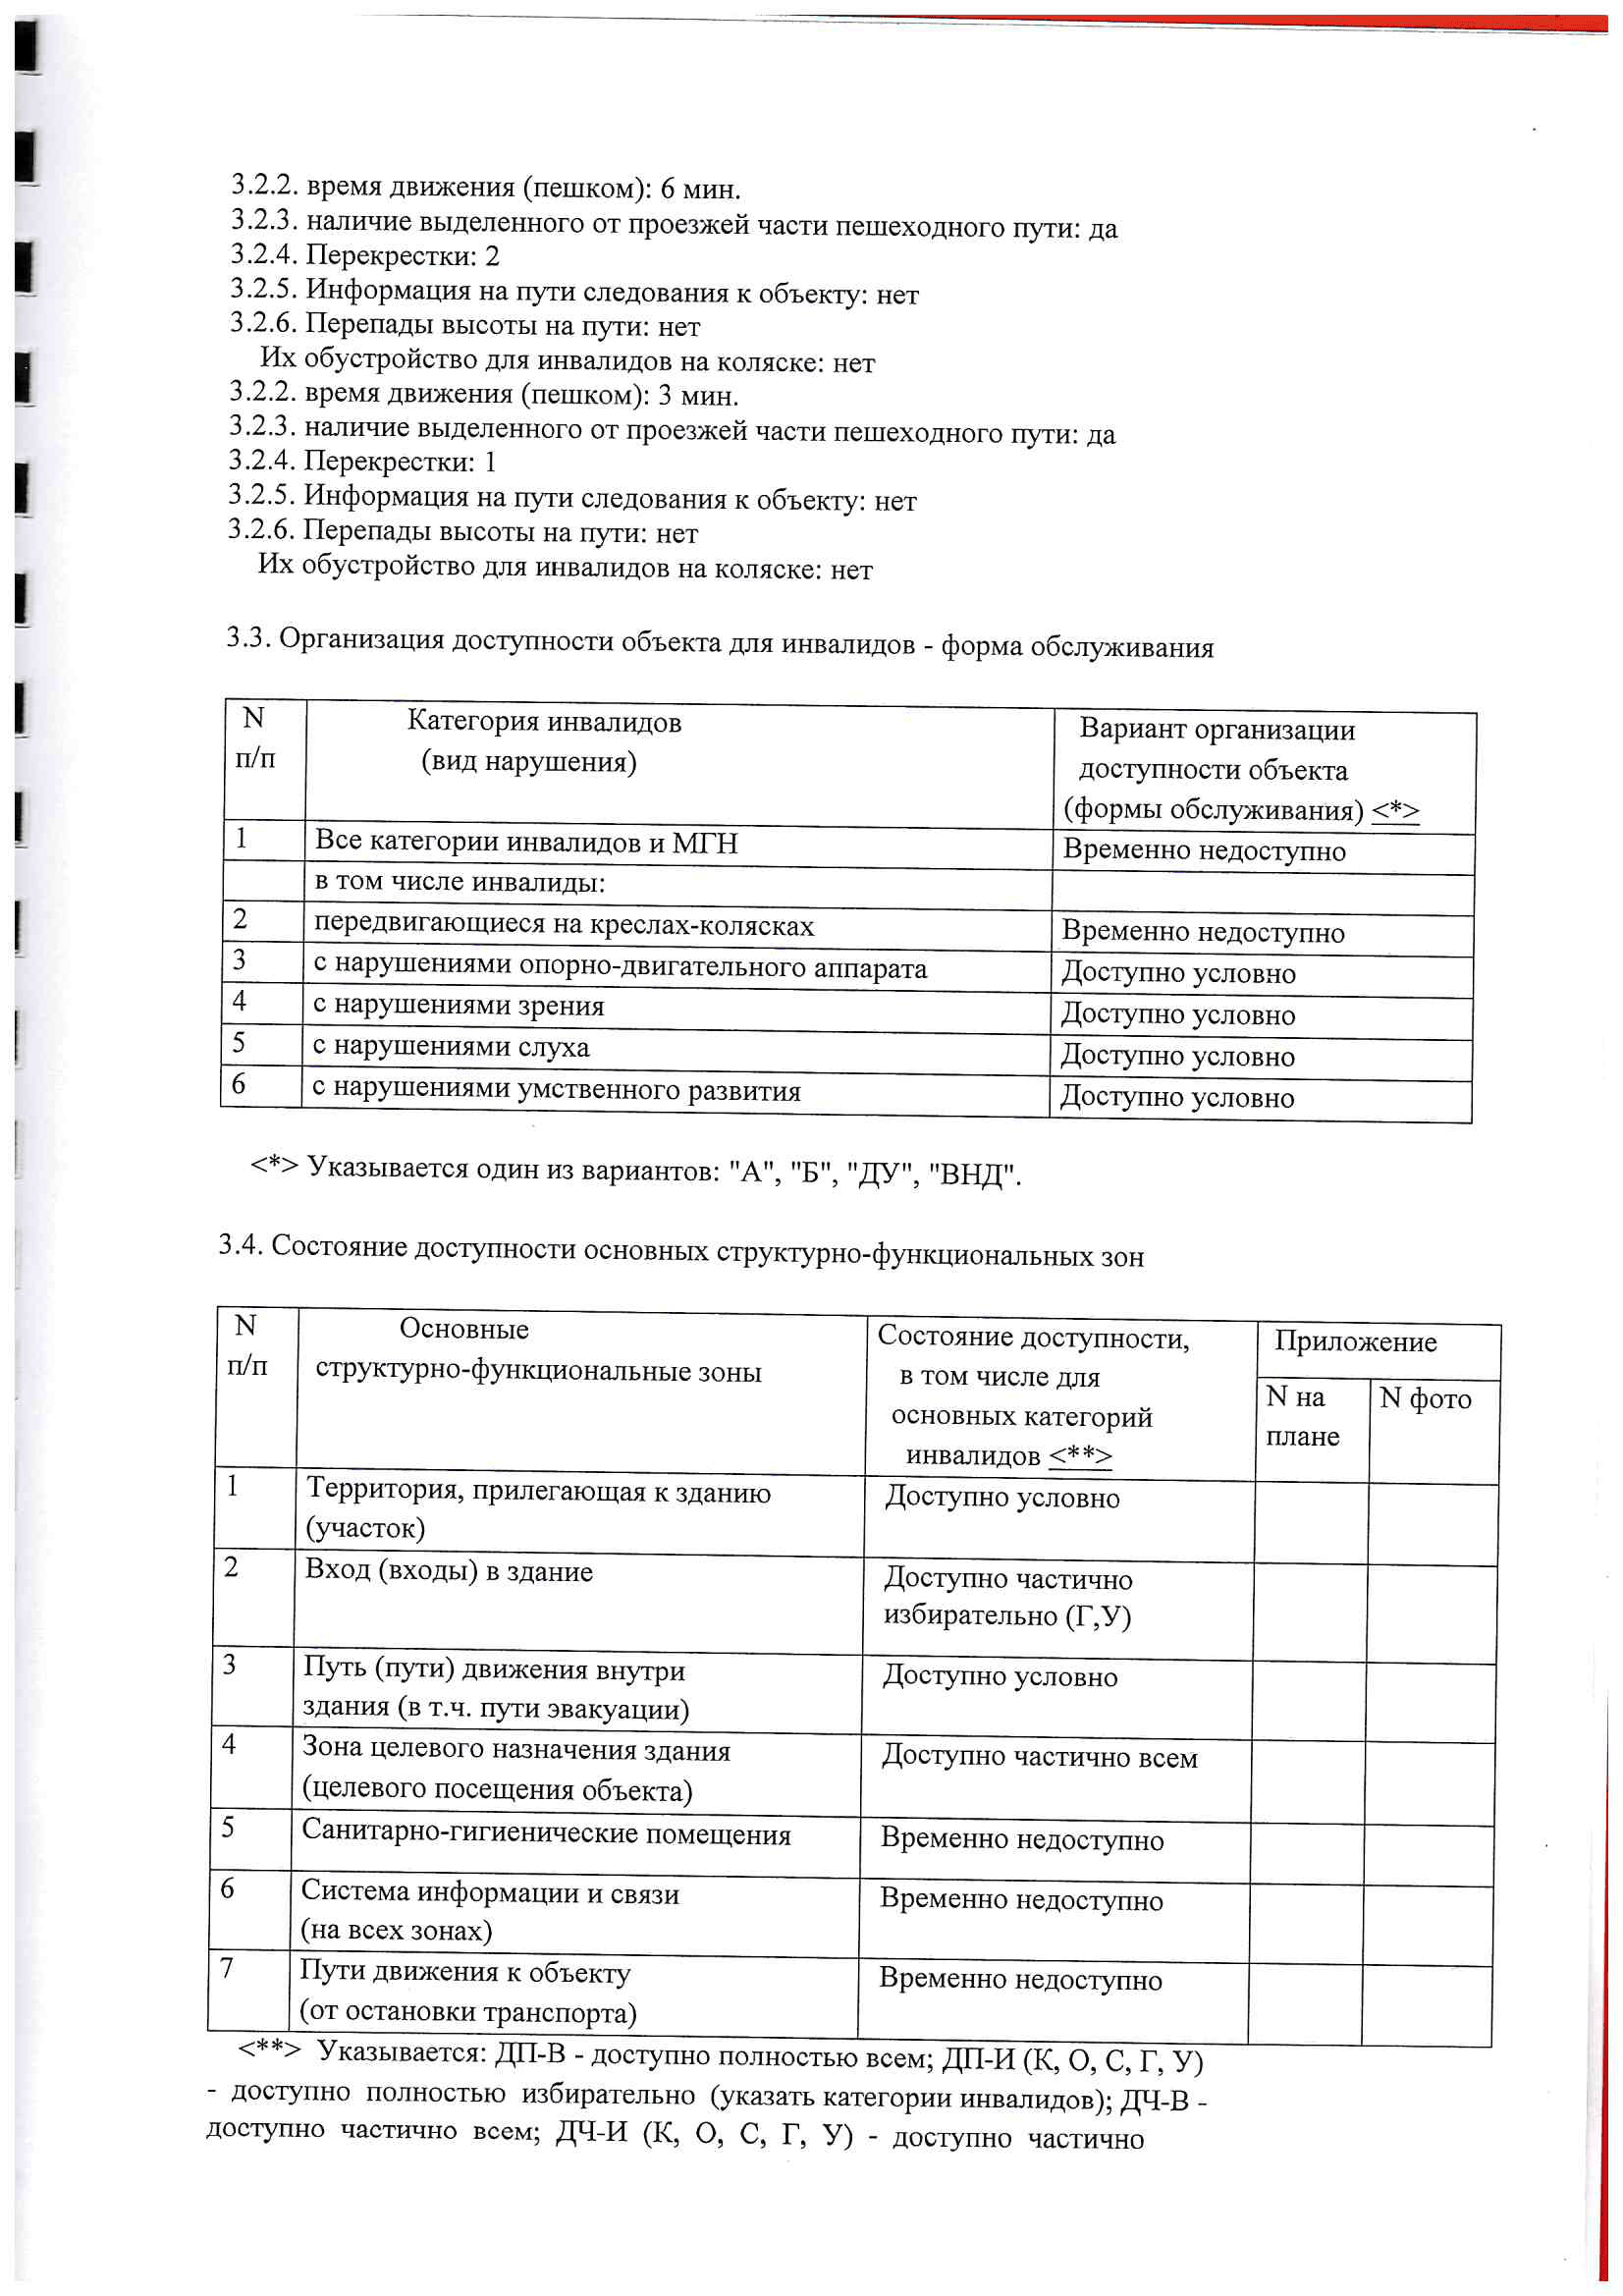 3.2.2. время движения (пешком): 6 мин.
3.2.3. наличие выделенного от проезжей части пешеходного пути: да
3.2.4. Перекрестки: 2
3.2.5. Информация на пути следования к объекту: нет
3.2.6. Перепады высоты на пути: нет
Их обустройство для инвалидов на коляске: нет
3.2.2. время движения (пешком): 3 мин.
3.2.3. наличие выделенного от проезжей части пешеходного пути: да
3.2.4. Перекрестки: 1
3.2.5. Информация на пути следования к объекту: нет
3.2.6. Перепады высоты на пути: нет
Их обустройство для инвалидов на коляске: нет
3.3. Организация доступности объекта для инвалидов - форма обслуживания
N п/п
Категория инвалидов
(вид нарушения)
Вариант организации
доступности объекта
(формы обслуживания) <*>
1 Все категории инвалидов и МГН Временно недоступно
в том числе инвалиды:
2 передвигающиеся на креслах-колясках Временно недоступно
3 с нарушениями опорно-двигательного аппарата Доступно условно
4 с нарушениями зрения Доступно условно
5 с нарушениями слуха Доступно условно
6 с нарушениями умственного развития Доступно условно
<*> Указывается один из вариантов: "А", "Б", "ДУ", "ВНД".
3.4. Состояние доступности основных структурно-функциональных зон
N п/п
Основные
структурно-функциональные зоны
Состояние доступности,
в том числе для
основных категорий
инвалидов <**>
Приложение
N на
плане
N фото
1 Территория, прилегающая к зданию Доступно условно
(участок)
2 Вход (входы) в здание Доступно частично
избирательно (Г,У)
3 Путь (пути) движения внутри Доступно условно
здания (в т.ч. пути эвакуации)
4 Зона целевого назначения здания Доступно частично всем
(целевого посещения объекта)
5 Санитарно-гигиенические помещения Временно недоступно
6 Система информации и связи Временно недоступно
(на всех зонах)
7 Пути движения к объекту Временно недоступно
(от остановки транспорта)
<**> Указывается: ДП-В - доступно полностью всем; ДП-И (К, О, С, Г, У)
- доступно полностью избирательно (указать категории инвалидов); ДЧ-В -
доступно частично всем; ДЧ-И (К, О, С, Г, У) - доступно частично